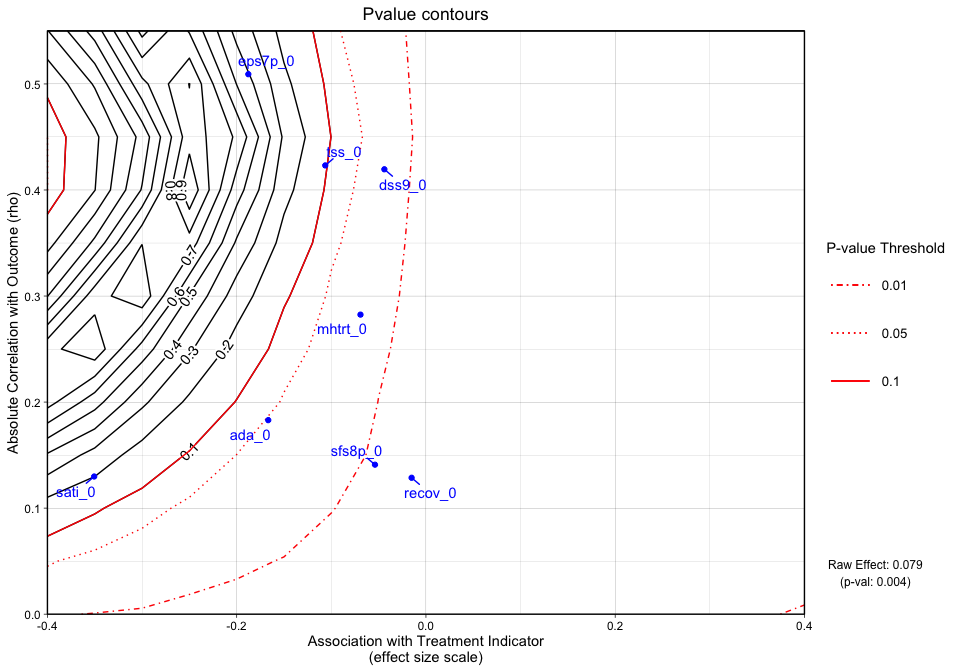 Pvalue contours
Absolute Correlation with Outcome (rho)
0.5
0.4
0.3
0.2
0.1
0.0
eps7p_0
tss_0
dss9_0
0.8
0.9
0.7
0.6
0.5
mhtrt_0
0.4
0.3
0.2
ada_0
0.1
sfs8p_0
sati_0
recov_0
-0.4
-0.2
0.0
0.2
0.4
Association with Treatment Indicator
(effect size scale)
P-value Threshold
0.01
0.05
0.1
Raw Effect: 0.079
(p-val: 0.004)